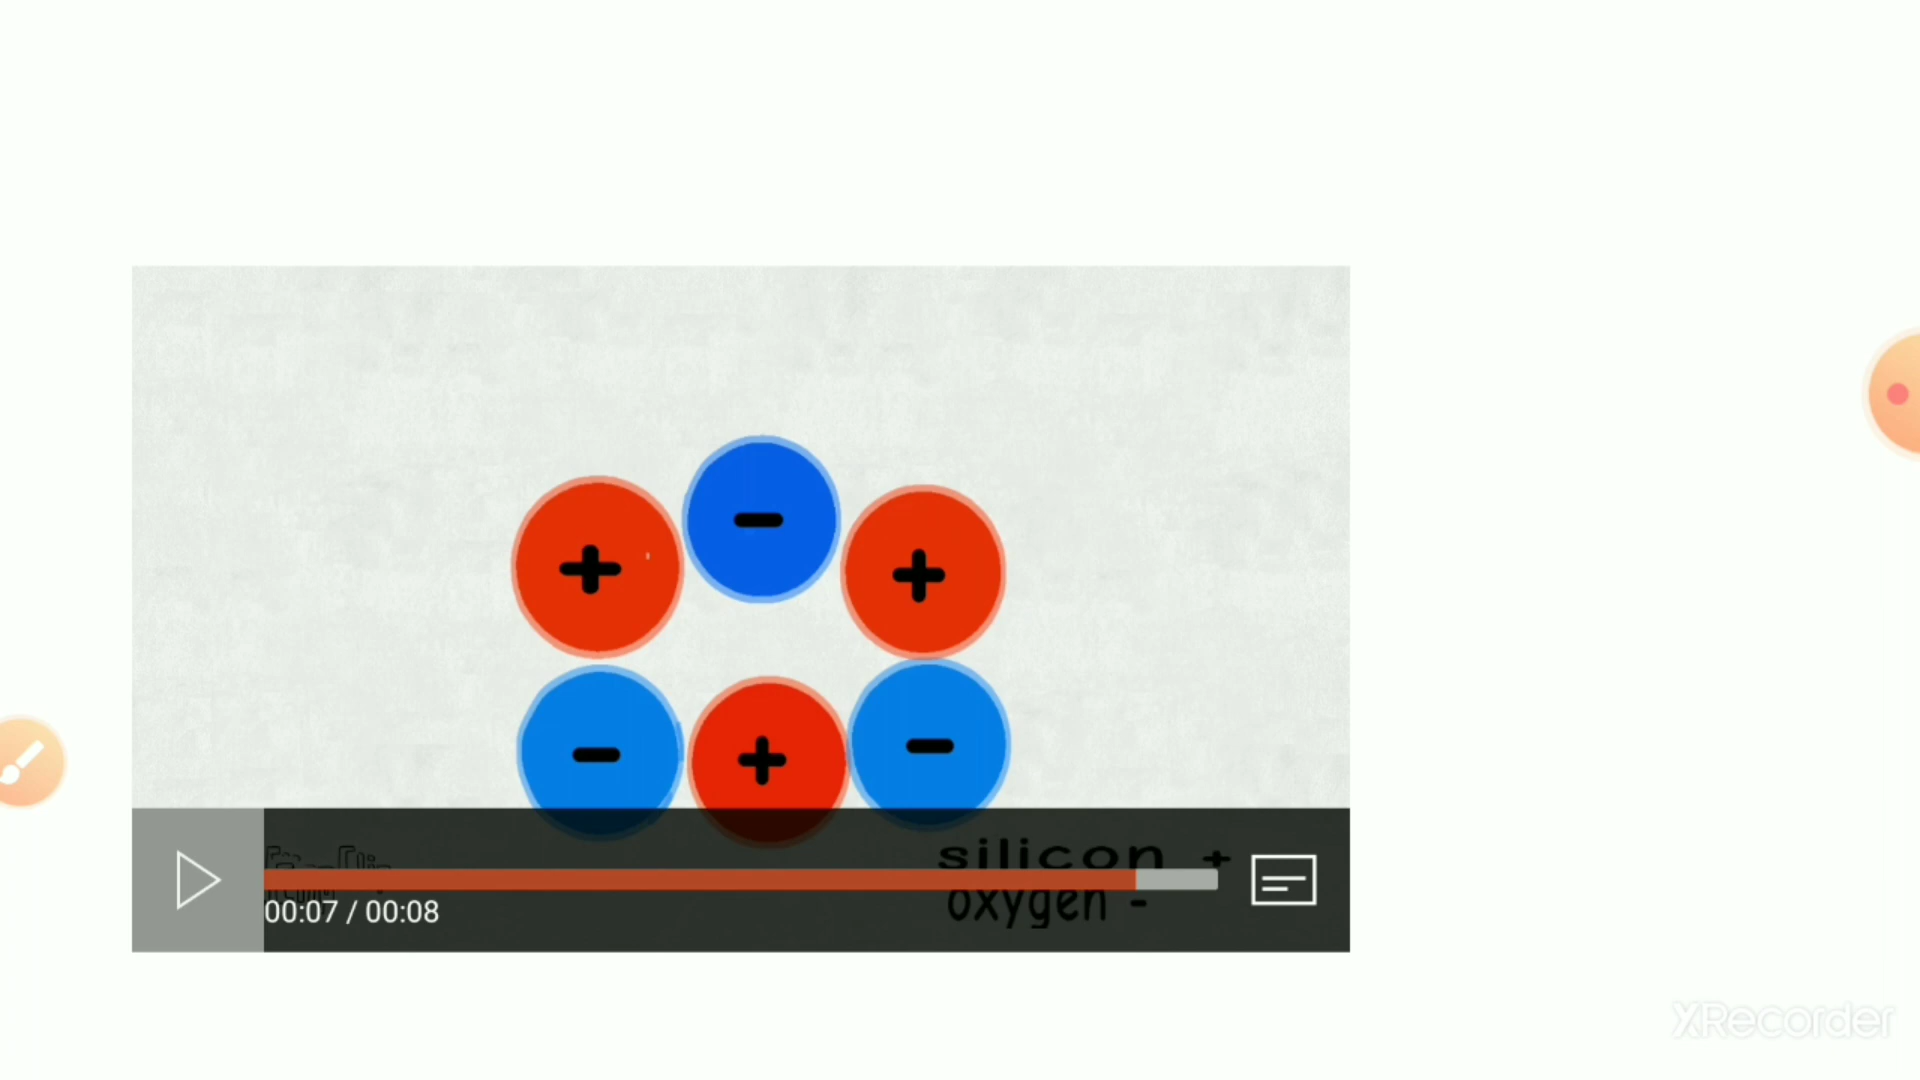 + - +
- + -
silicon +
oxygen -
00:07 / 00:08
XRecorder